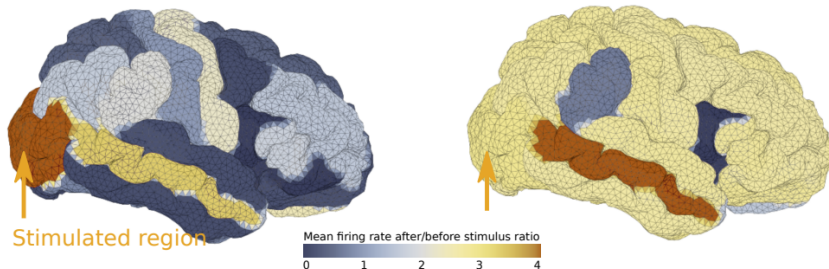 Stimulated region
Mean firing rate after/before stimulus ratio
0 1 2 3 4